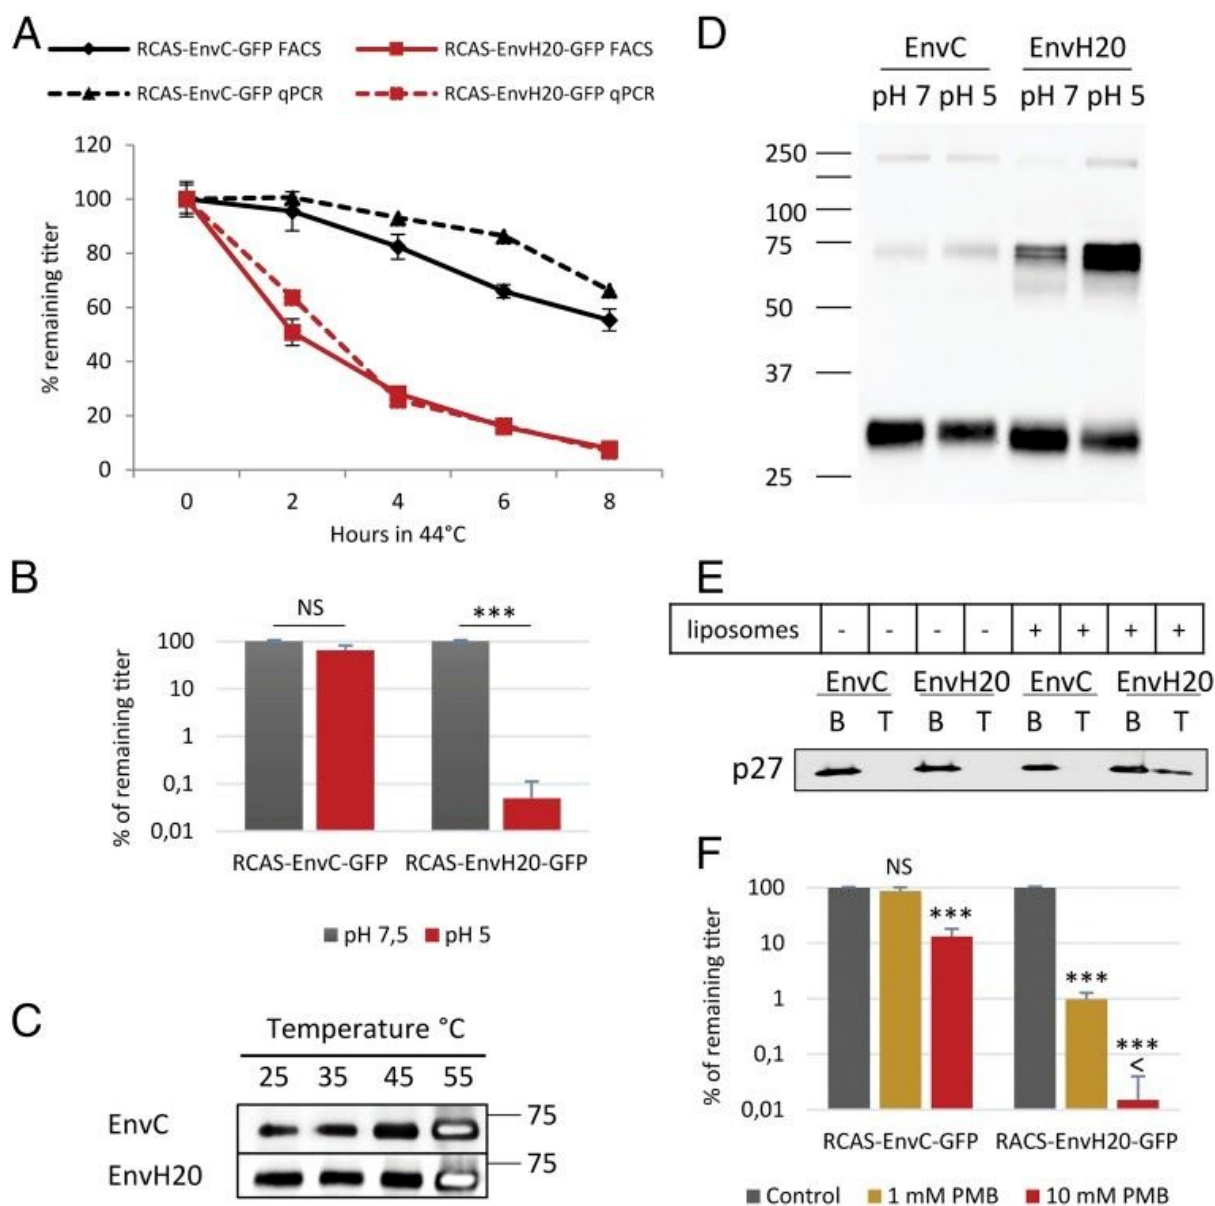 A
RCAS-EnvC-GFP FACS
RCAS-EnvH20-GFP FACS
RCAS-EnvC-GFP qPCR
RCAS-EnvH20-GFP qPCR
% remaining titer
120
100
80
60
40
20
0
0 2 4 6 8
Hours in 44°C
B
NS ***
% of remaining titer
100
10
1
0,1
0,01
RCAS-EnvC-GFP RCAS-EnvH20-GFP
pH 7,5 pH 5
C
Temperature °C
25 35 45 55
EnvC 75
EnvH20 75
D
EnvC EnvH20
pH 7 pH 5 pH 7 pH 5
250
100
75
50
37
25
E
liposomes - - - - + + + +
EnvC EnvH20 EnvC EnvH20
B T B T B T B T
p27
F
NS
***
***
***
<
% of remaining titer
100
10
1
0,1
0,01
RCAS-EnvC-GFP RACS-EnvH20-GFP
Control 1 mM PMB 10 mM PMB